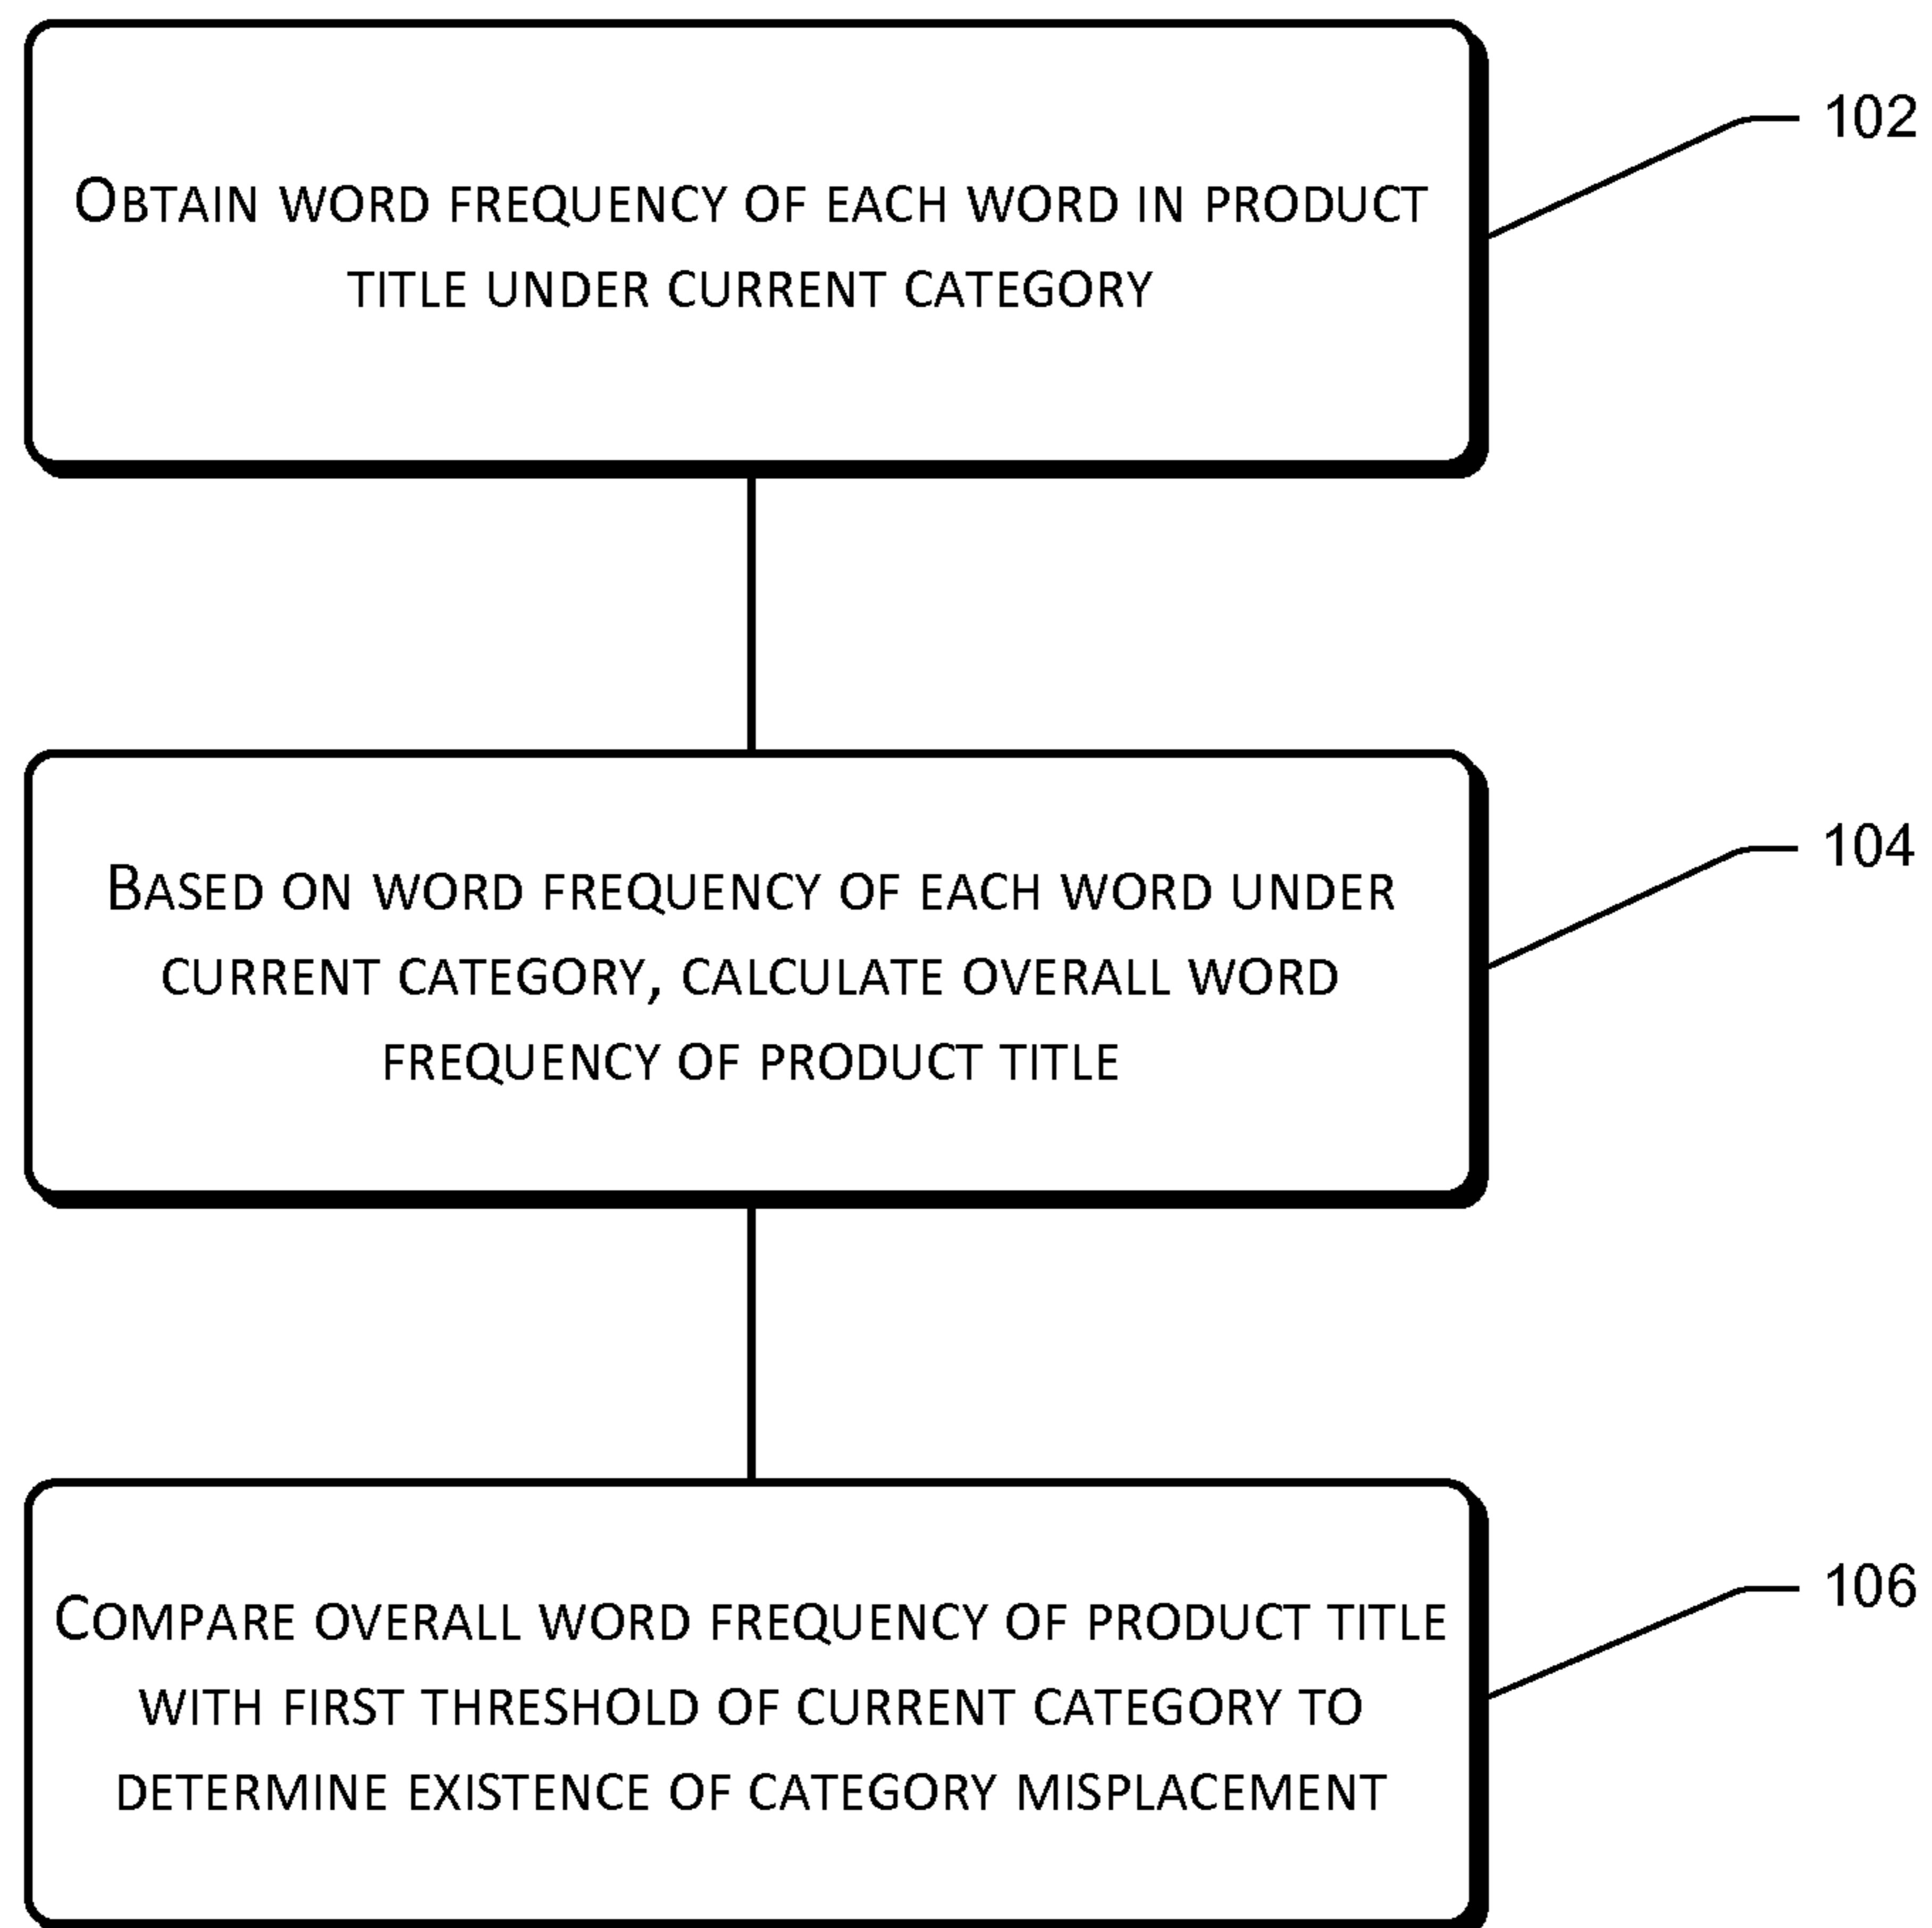 OBTAIN WORD FREQUENCY OF EACH WORD IN PRODUCT
TITLE UNDER CURRENT CATEGORY
102
BASED ON WORD FREQUENCY OF EACH WORD UNDER
CURRENT CATEGORY, CALCULATE OVERALL WORD
FREQUENCY OF PRODUCT TITLE
104
COMPARE OVERALL WORD FREQUENCY OF PRODUCT TITLE
WITH FIRST THRESHOLD OF CURRENT CATEGORY TO
DETERMINE EXISTENCE OF CATEGORY MISPLACEMENT
106